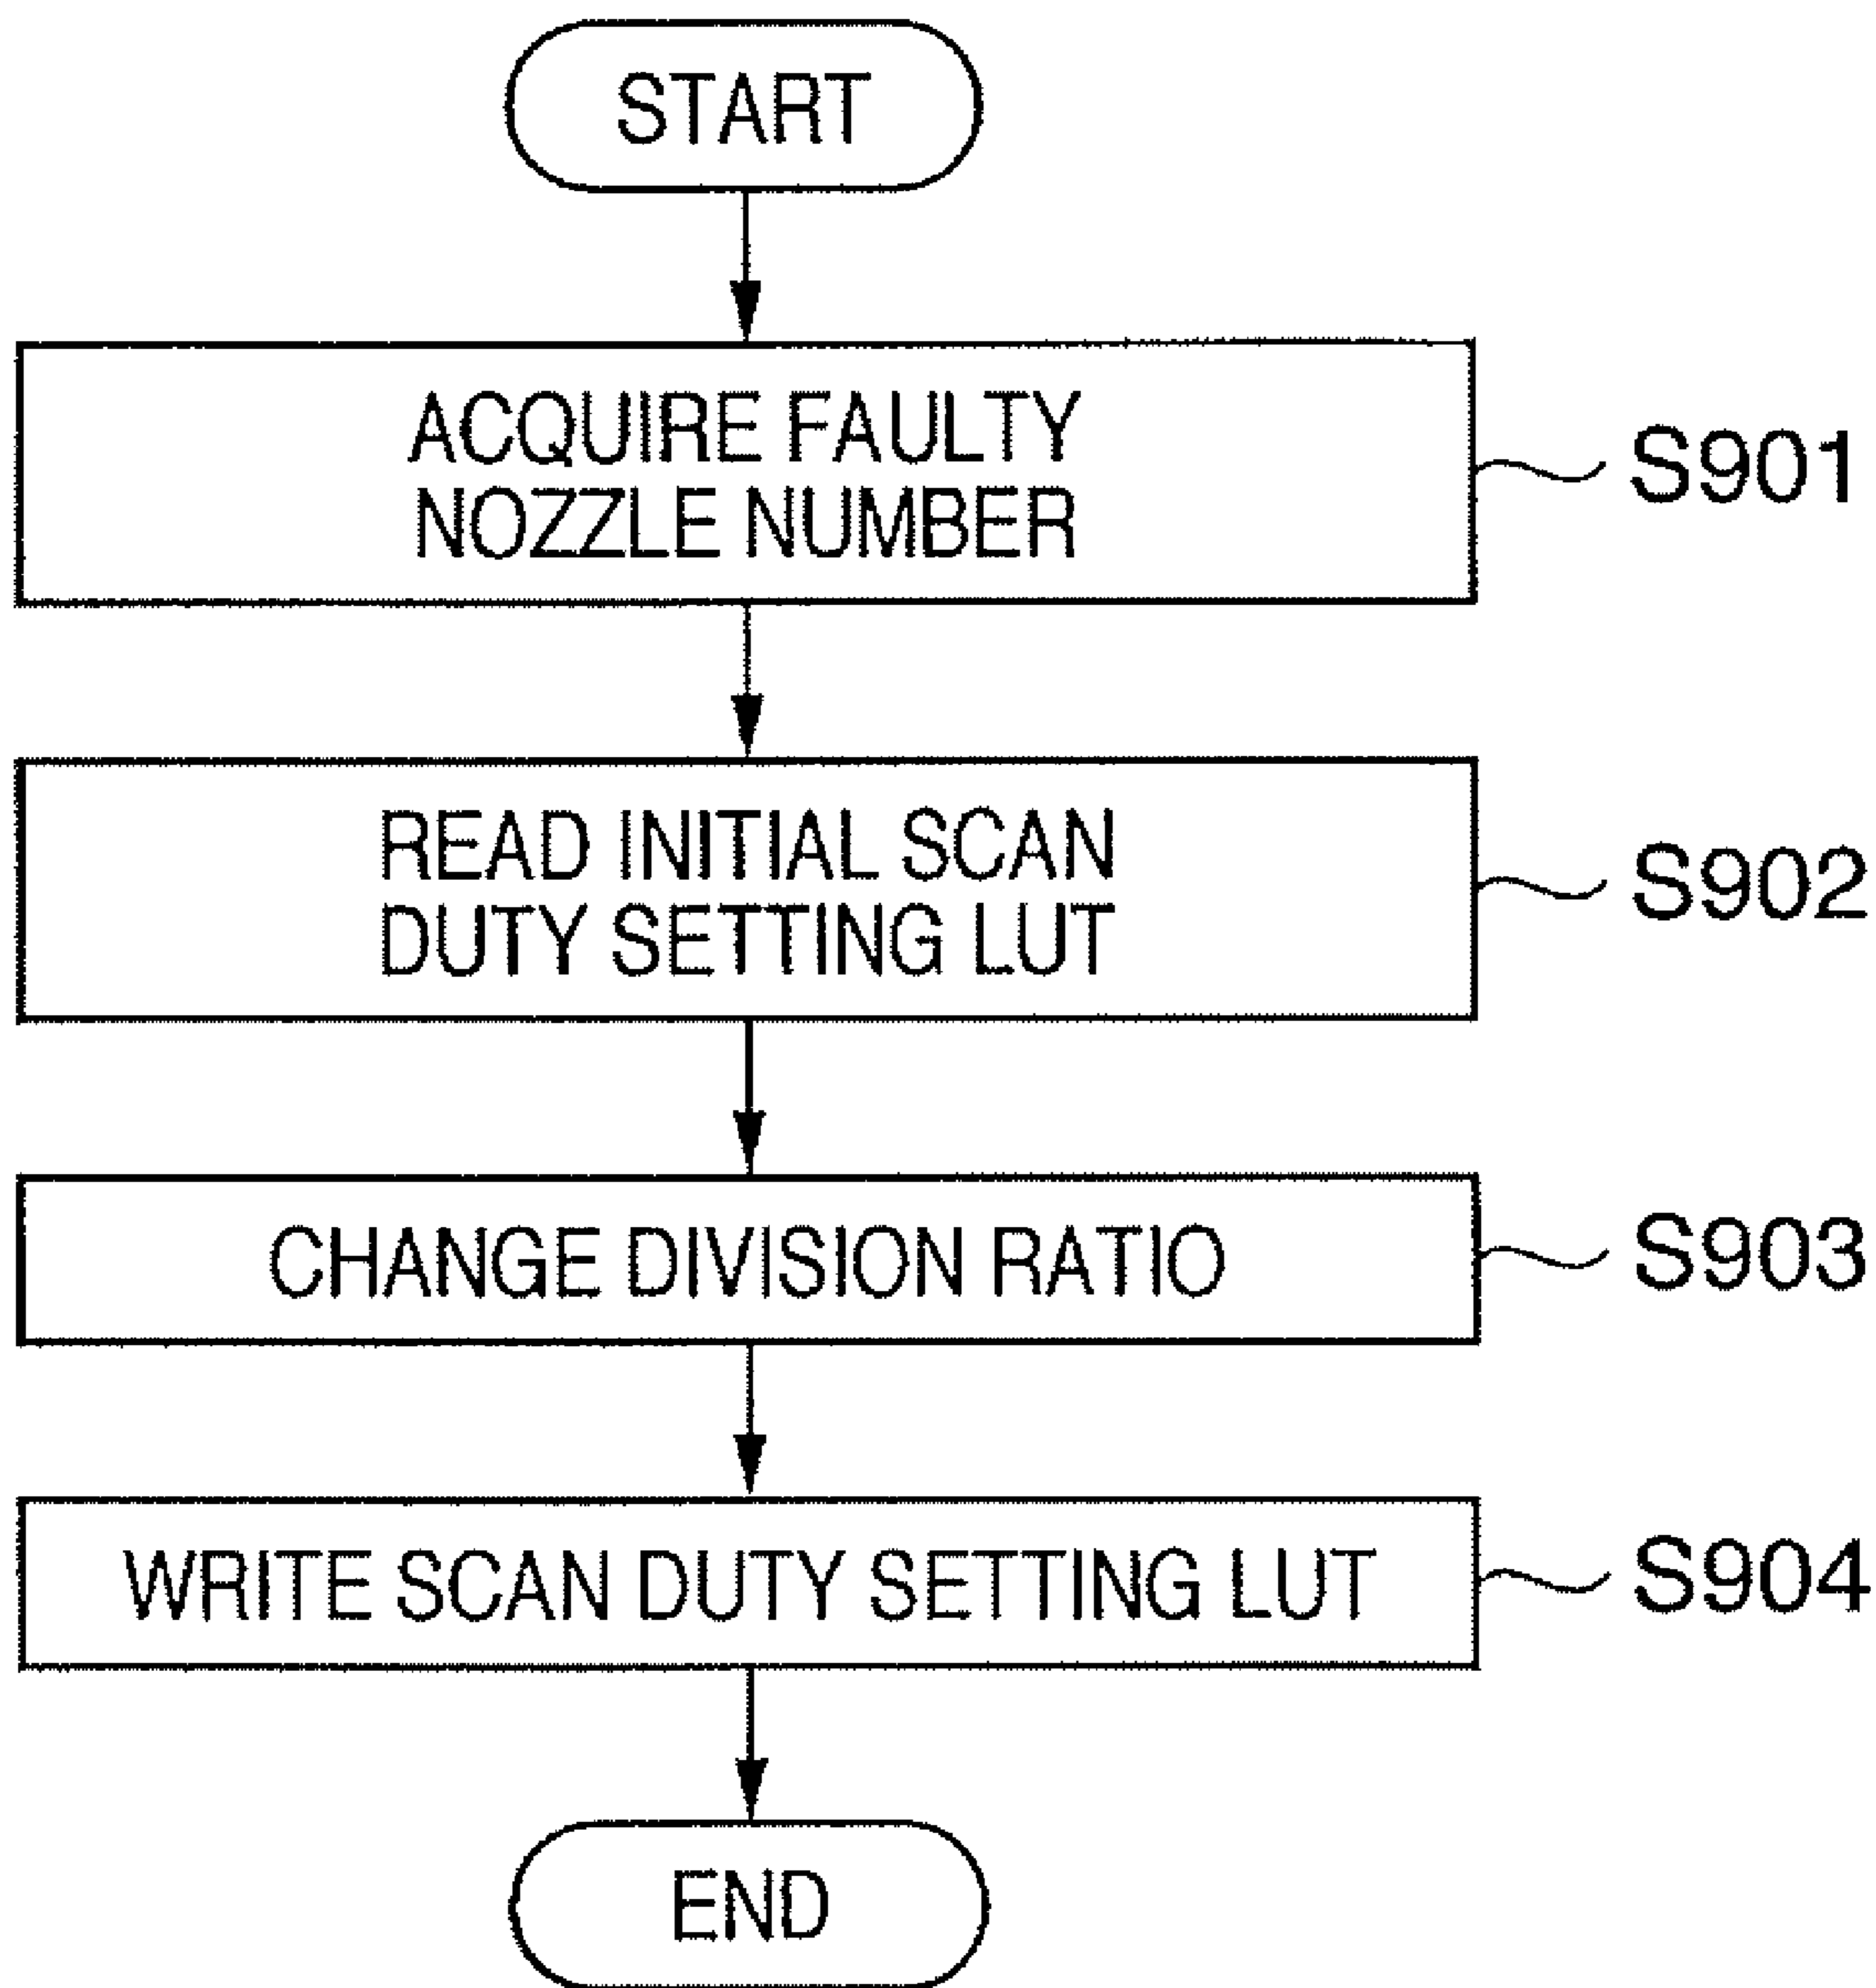 START
ACQUIRE FAULTY
NOZZLE NUMBER
S901
READ INITIAL SCAN
DUTY SETTING LUT
S902
CHANGE DIVISION RATIO
S903
WRITE SCAN DUTY SETTING LUT
S904
END